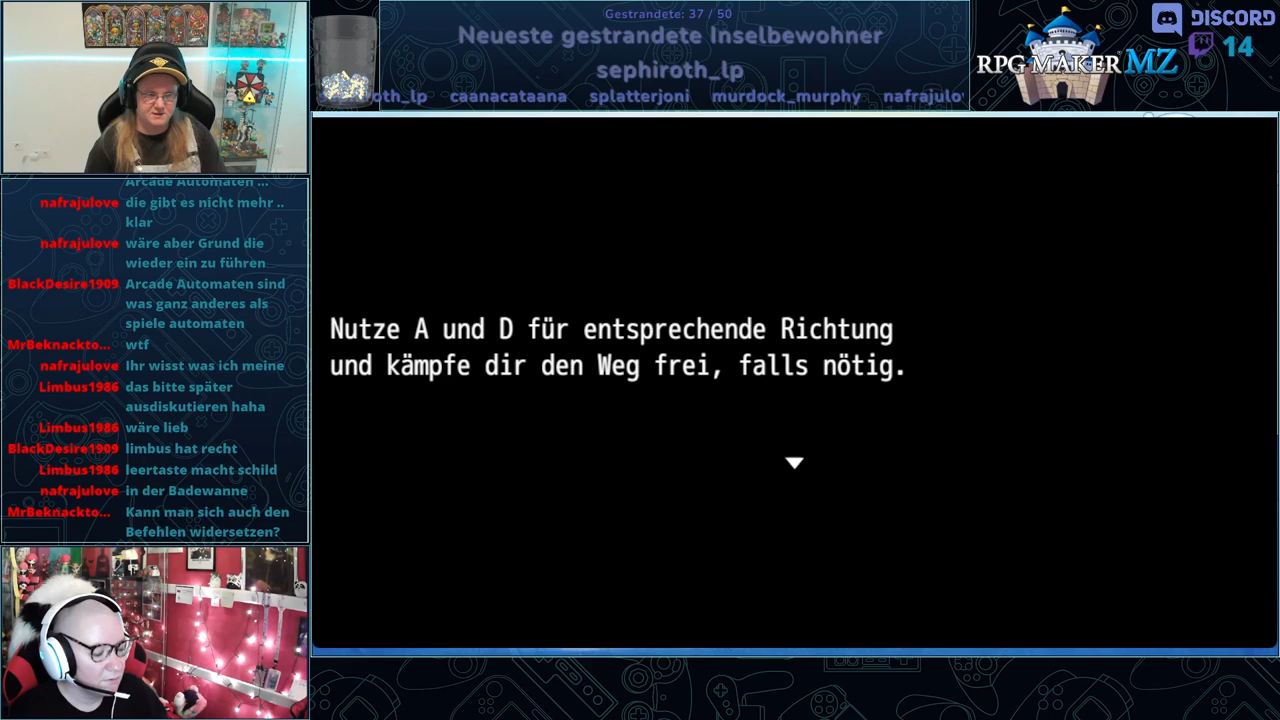 Gestrandete: 37 / 50
Neueste gestrandete Inselbewohner
sephiroth_lp
oth_lp caanacataana splatterjoni murdock_murphy nafrajulo
RPG MAKER MZ
DISCORD
14
Arcade Automaten ...
nafrajulove die gibt es nicht mehr ..
klar
nafrajulove wäre aber Grund die
wieder ein zu führen
BlackDesire1909 Arcade Automaten sind
was ganz anderes als
spiele automaten
MrBeknackto... wtf
nafrajulove Ihr wisst was ich meine
Limbus1986 das bitte später
ausdiskutieren haha
Limbus1986 wäre lieb
BlackDesire1909 limbus hat recht
Limbus1986 leertaste macht schild
nafrajulove in der Badewanne
MrBeknackto... Kann man sich auch den
Befehlen widersetzen?
Nutze A und D für entsprechende Richtung
und kämpfe dir den Weg frei, falls nötig.